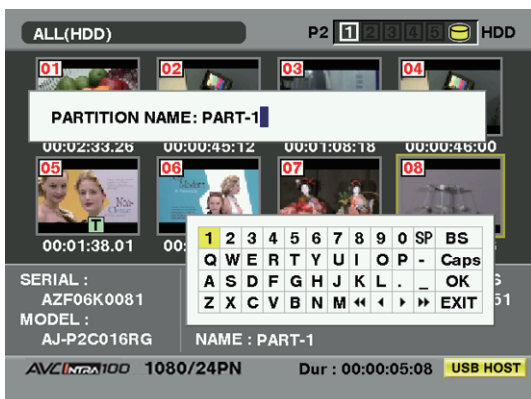 ALL(HDD) P2 1 2 3 4 5 HDD
01 02 03 04
PARTITION NAME: PART-1
00:02:33.26 00:00:45:12 00:01:08:18 00:00:46:00
05 06 07 08
T
00:01:38.01 00:
1 2 3 4 5 6 7 8 9 0 SP BS
Q W E R T Y U I O P - Caps
A S D F G H J K L . _ OK
Z X C V B N M EXIT
SERIAL : S
AZF06K0081 51
MODEL :
AJ-P2C016RG NAME : PART-1
AVC INTRA 100 1080/24PN Dur : 00:00:05:08 USB HOST